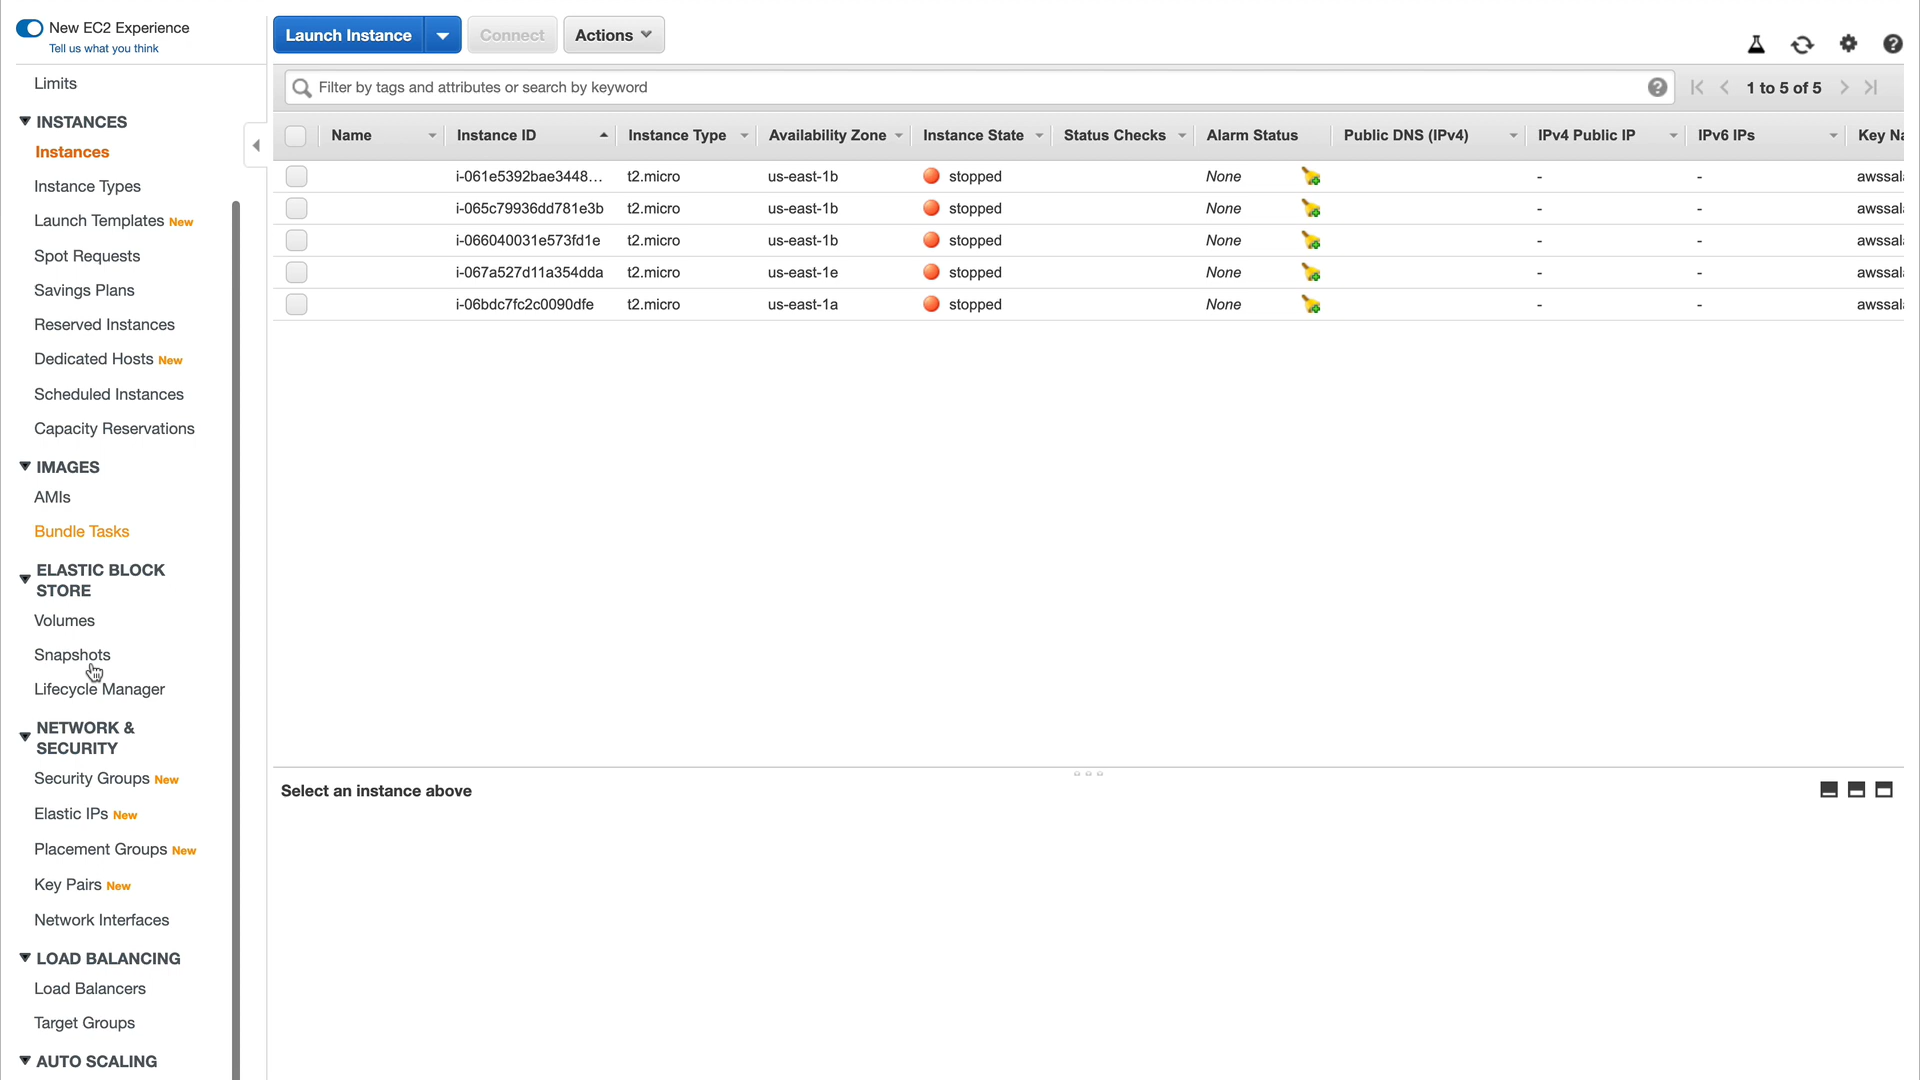 New EC2 Experience
Tell us what you think
Limits
INSTANCES
Instances
Instance Types
Launch Templates New
Spot Requests
Savings Plans
Reserved Instances
Dedicated Hosts New
Scheduled Instances
Capacity Reservations
IMAGES
AMIs
Bundle Tasks
ELASTIC BLOCK
STORE
Volumes
Snapshots
Lifecycle Manager
NETWORK &
SECURITY
Security Groups New
Elastic IPs New
Placement Groups New
Key Pairs New
Network Interfaces
LOAD BALANCING
Load Balancers
Target Groups
AUTO SCALING
Launch Instance Connect Actions
Filter by tags and attributes or search by keyword 1 to 5 of 5
Name Instance ID Instance Type Availability Zone Instance State Status Checks Alarm Status Public DNS (IPv4) IPv4 Public IP IPv6 IPs Key Na
i-061e5392bae3448... t2.micro us-east-1b stopped None - - awssal
i-065c79936dd781e3b t2.micro us-east-1b stopped None - - awssal
i-066040031e573fd1e t2.micro us-east-1b stopped None - - awssal
i-067a527d11a354dda t2.micro us-east-1e stopped None - - awssal
i-06bdc7fc2c0090dfe t2.micro us-east-1a stopped None - - awssal
Select an instance above